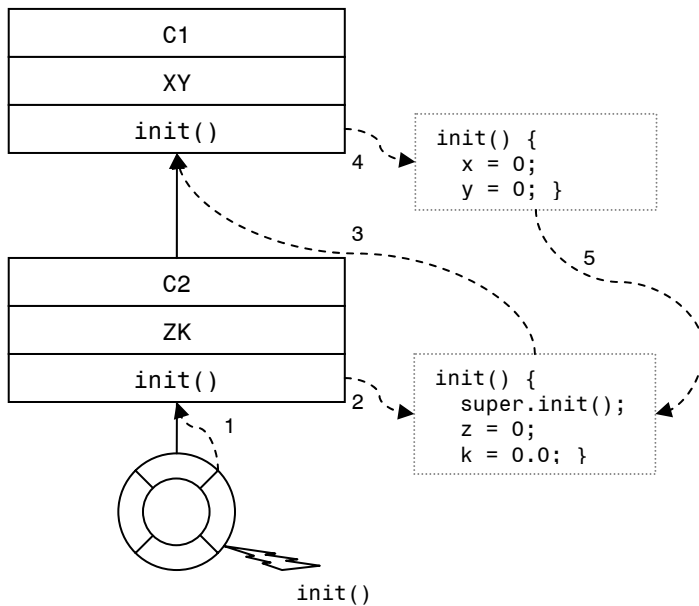 C1
XY
init()
4
init() {
x = 0;
y = 0; }
3
5
C2
ZK
init()
2
init() {
super.init();
z = 0;
k = 0.0; }
1
init()